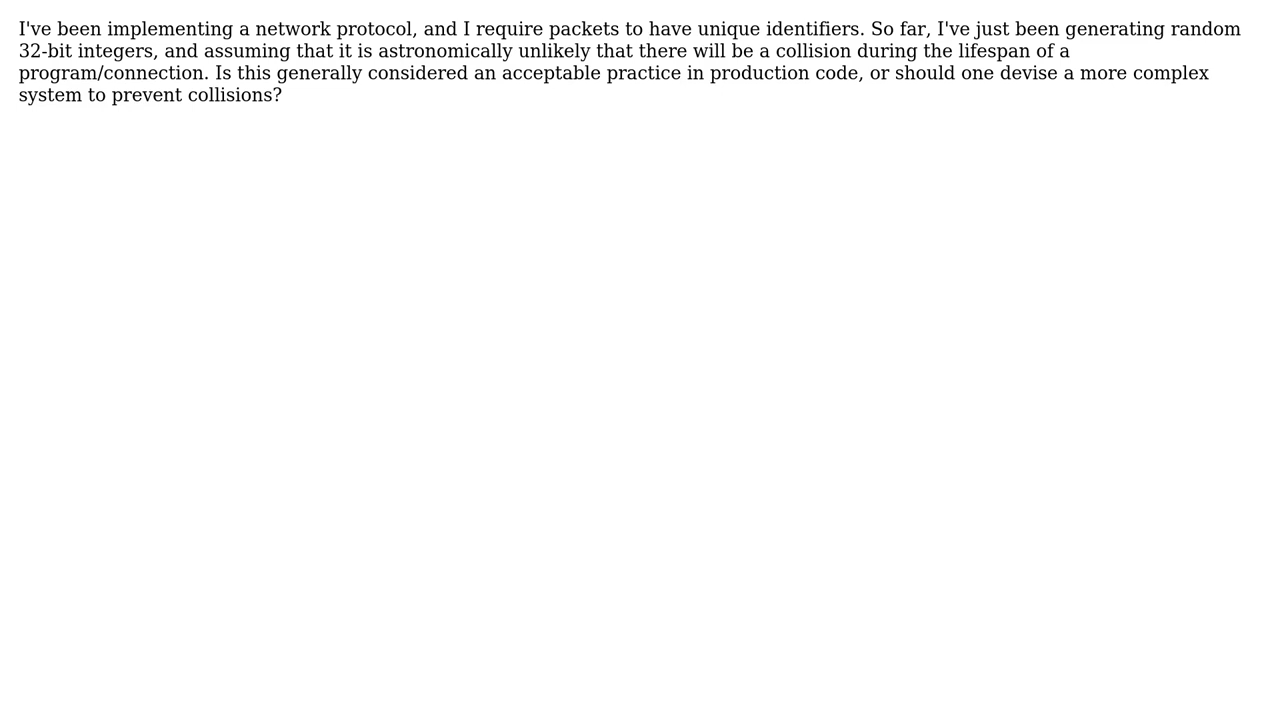 I've been implementing a network protocol, and I require packets to have unique identifiers. So far, I've just been generating random
32-bit integers, and assuming that it is astronomically unlikely that there will be a collision during the lifespan of a
program/connection. Is this generally considered an acceptable practice in production code, or should one devise a more complex
system to prevent collisions?